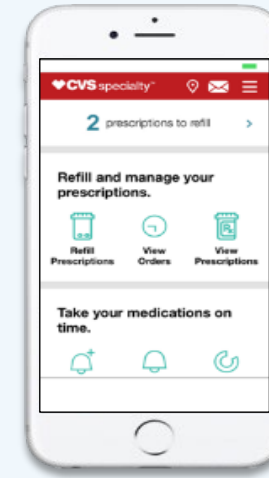 CVS specialty™
2 prescriptions to refill >
Refill and manage your
prescriptions.
Refill
Prescriptions
View
Orders
View
Prescriptions
Take your medications on
time.